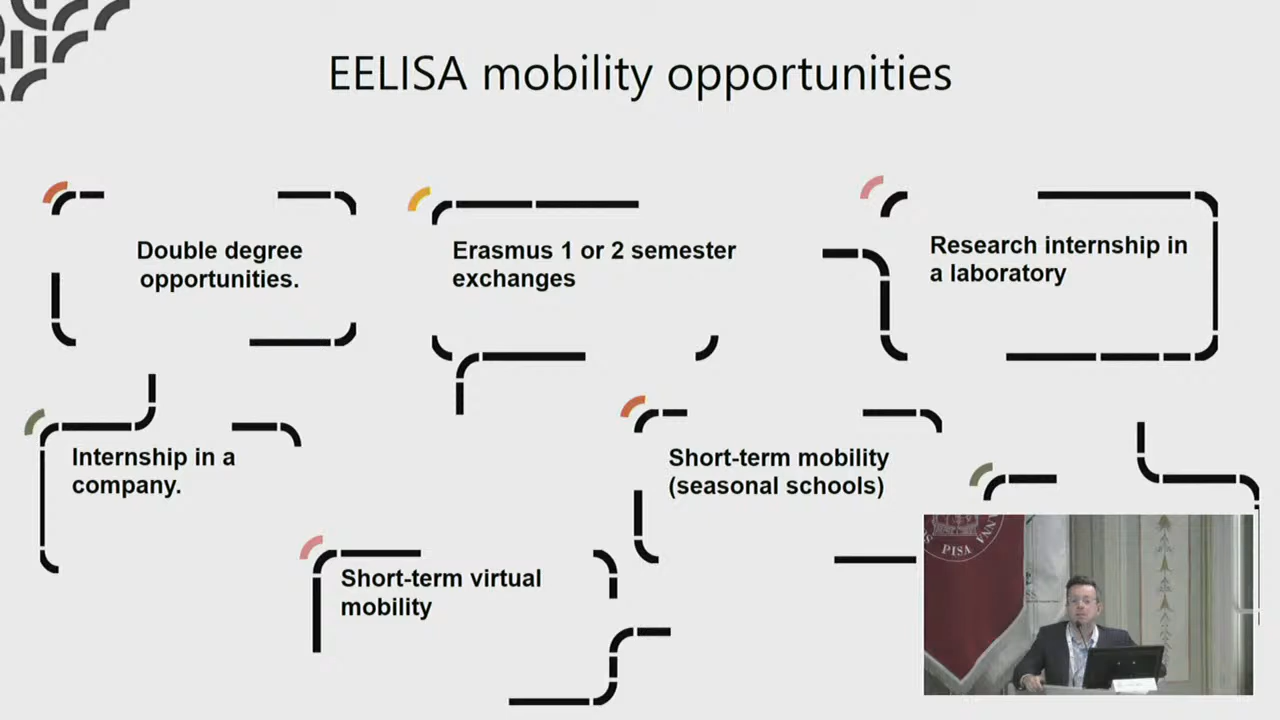 EELISA mobility opportunities
Double degree
opportunities.
Erasmus 1 or 2 semester
exchanges
Research internship in
a laboratory
Internship in a
company.
Short-term mobility
(seasonal schools)
Short-term virtual
mobility
PISA